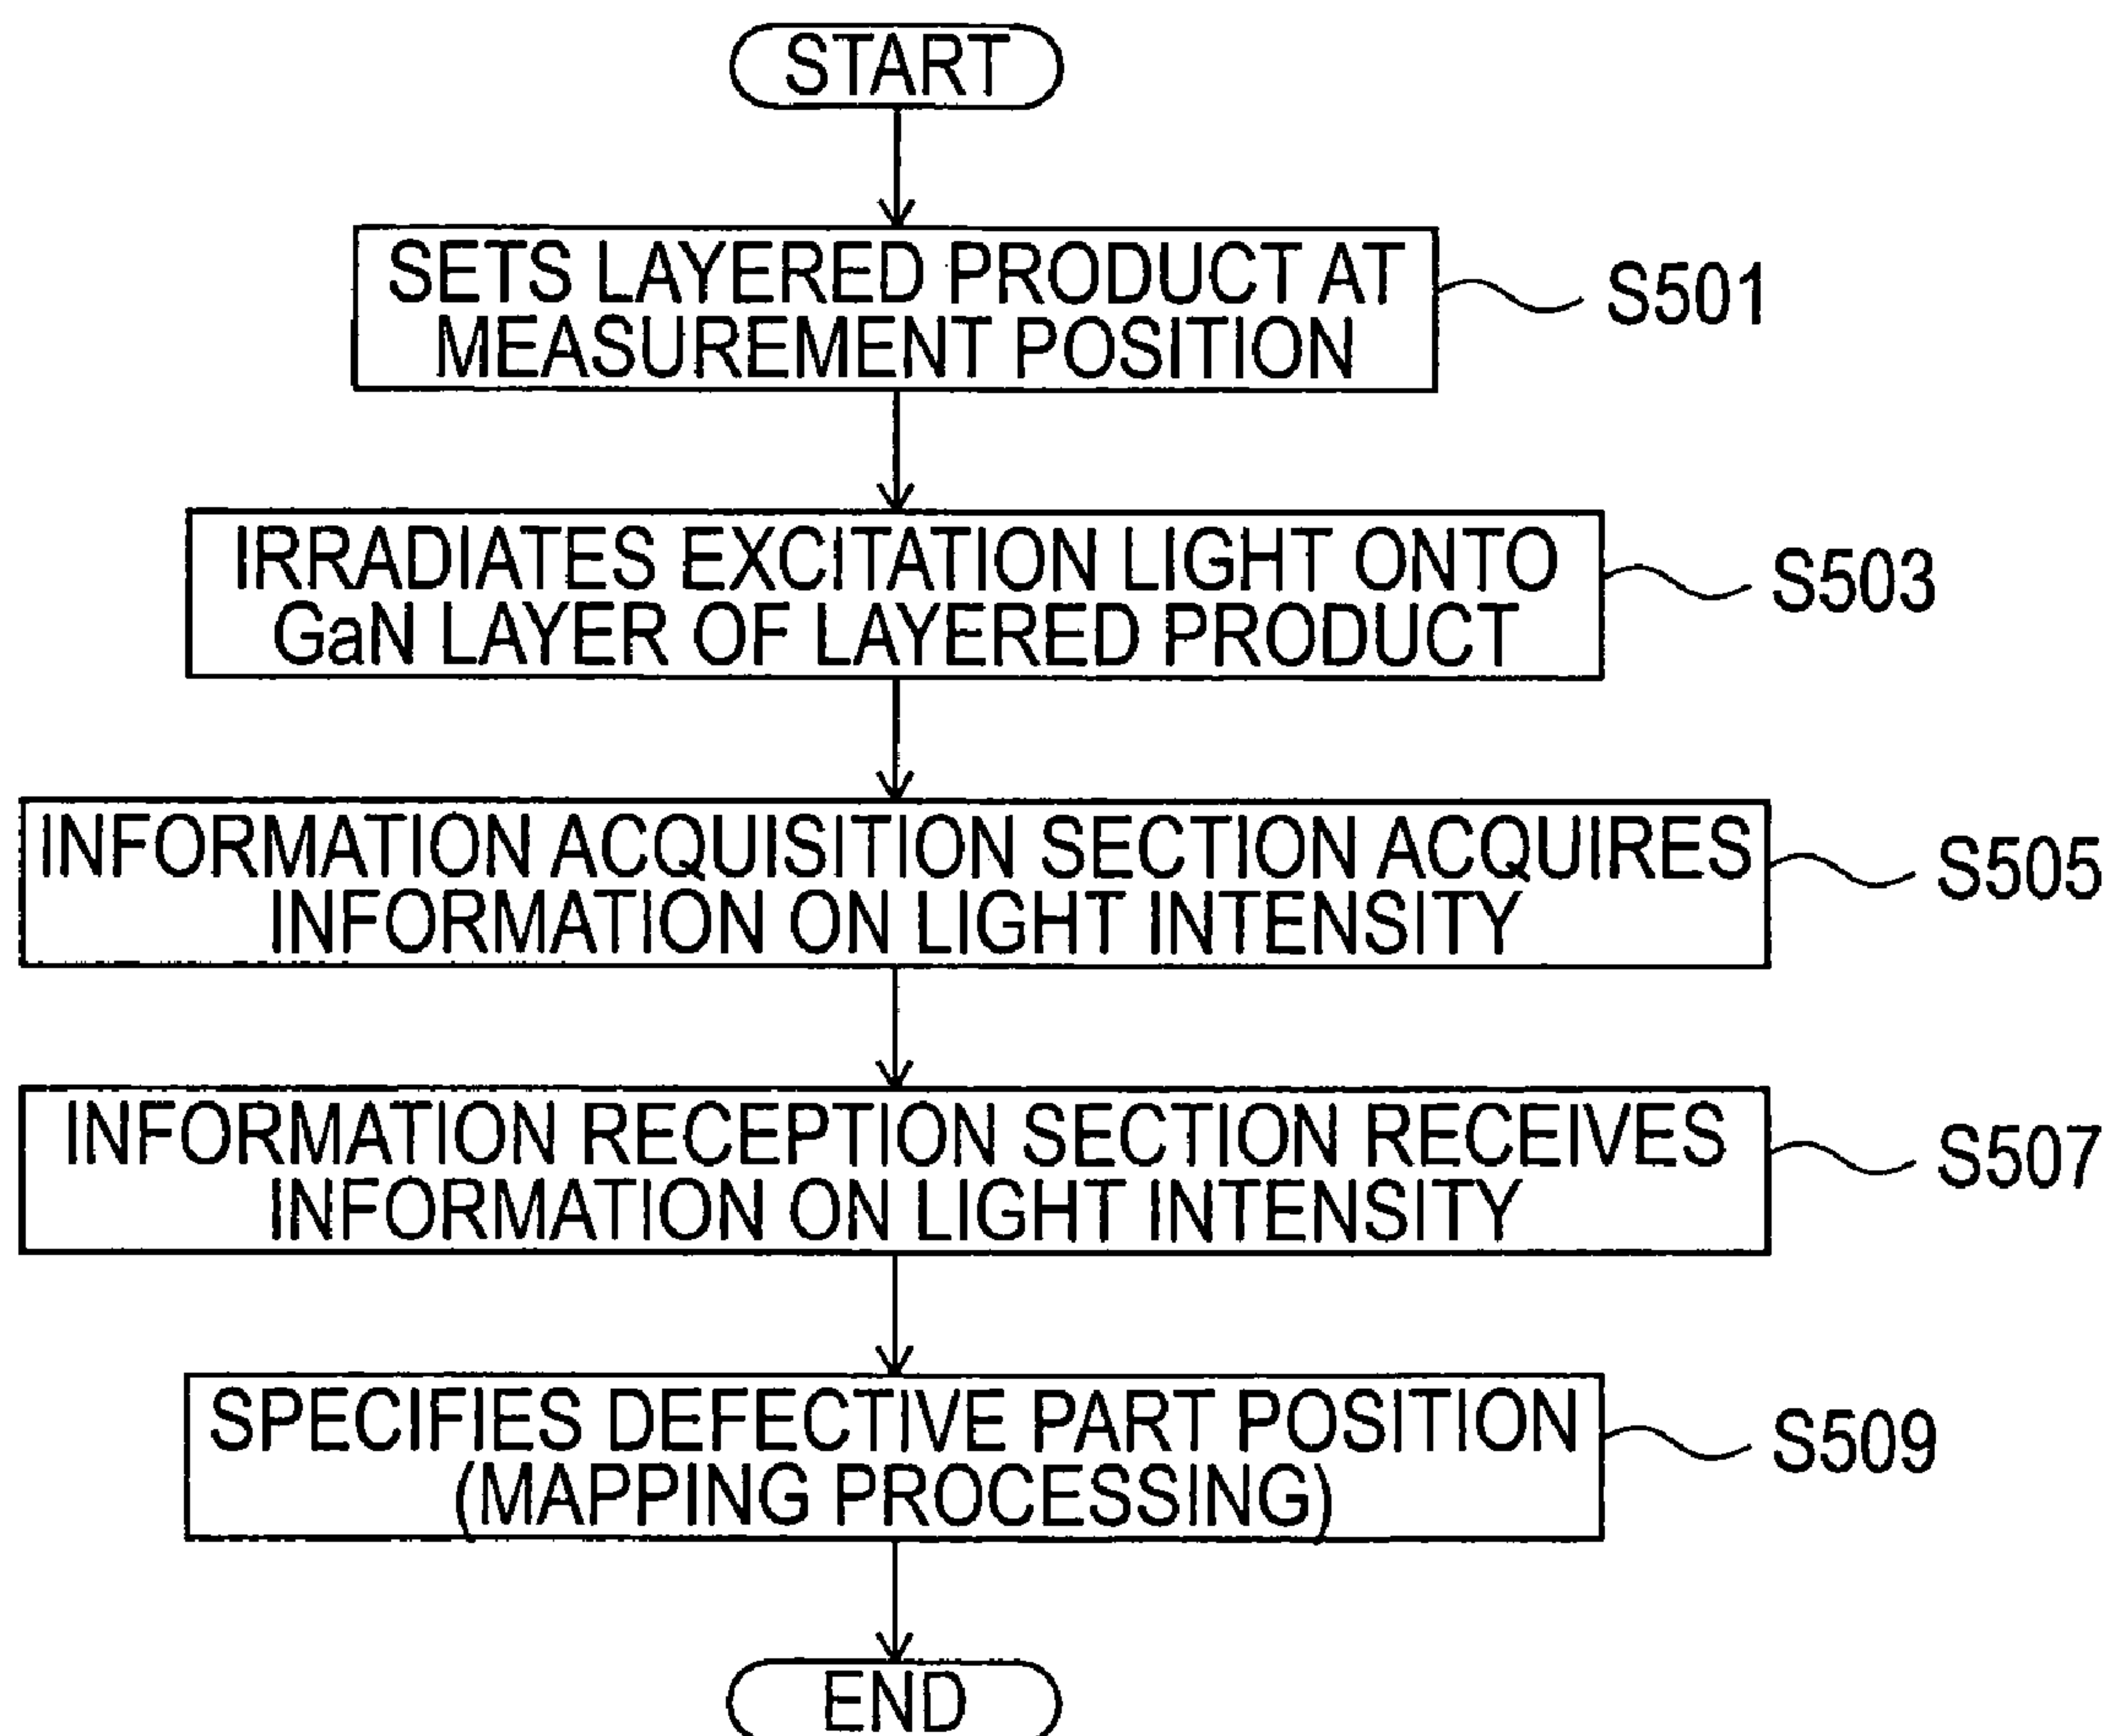 START
SETS LAYERED PRODUCT AT
MEASUREMENT POSITION
S501
IRRADIATES EXCITATION LIGHT ONTO
GaN LAYER OF LAYERED PRODUCT
S503
INFORMATION ACQUISITION SECTION ACQUIRES
INFORMATION ON LIGHT INTENSITY
S505
INFORMATION RECEPTION SECTION RECEIVES
INFORMATION ON LIGHT INTENSITY
S507
SPECIFIES DEFECTIVE PART POSITION
(MAPPING PROCESSING)
S509
END